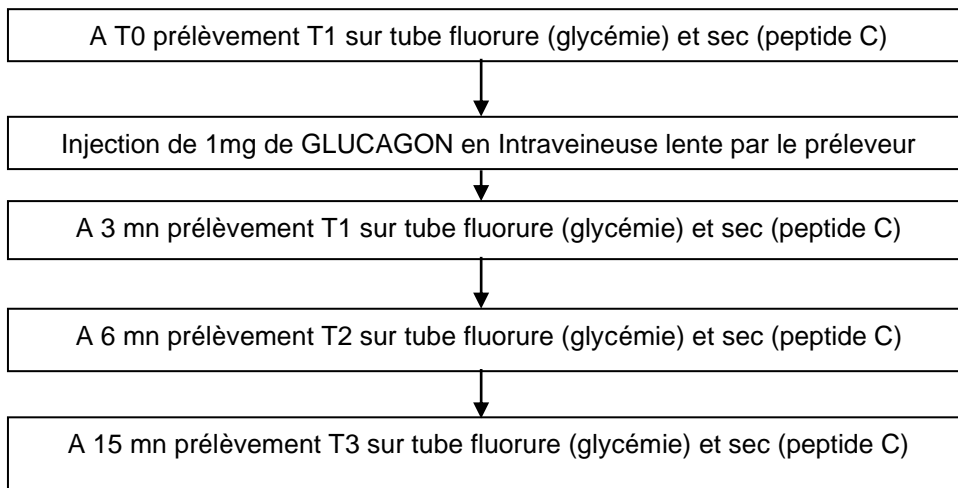 A T0 prélèvement T1 sur tube fluorure (glycémie) et sec (peptide C)
Injection de 1mg de GLUCAGON en Intraveineuse lente par le préleveur
A 3 mn prélèvement T1 sur tube fluorure (glycémie) et sec (peptide C)
A 6 mn prélèvement T2 sur tube fluorure (glycémie) et sec (peptide C)
A 15 mn prélèvement T3 sur tube fluorure (glycémie) et sec (peptide C)